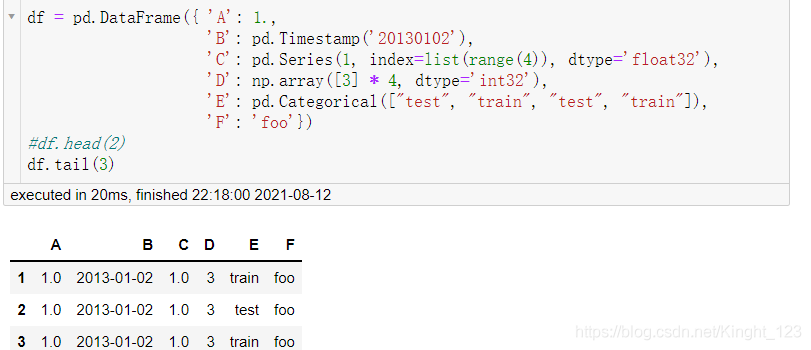 df = pd.DataFrame({ 'A': 1.,
'B': pd.Timestamp('20130102'),
'C': pd.Series(1, index=list(range(4)), dtype='float32'),
'D': np.array([3] * 4, dtype='int32'),
'E': pd.Categorical(["test", "train", "test", "train"]),
'F': 'foo'})
#df.head(2)
df.tail(3)
executed in 20ms, finished 22:18:00 2021-08-12
A B C D E F
1 1.0 2013-01-02 1.0 3 train foo
2 1.0 2013-01-02 1.0 3 test foo
3 1.0 2013-01-02 1.0 3 train foo
https://blog.csdn.net/Kinght_123